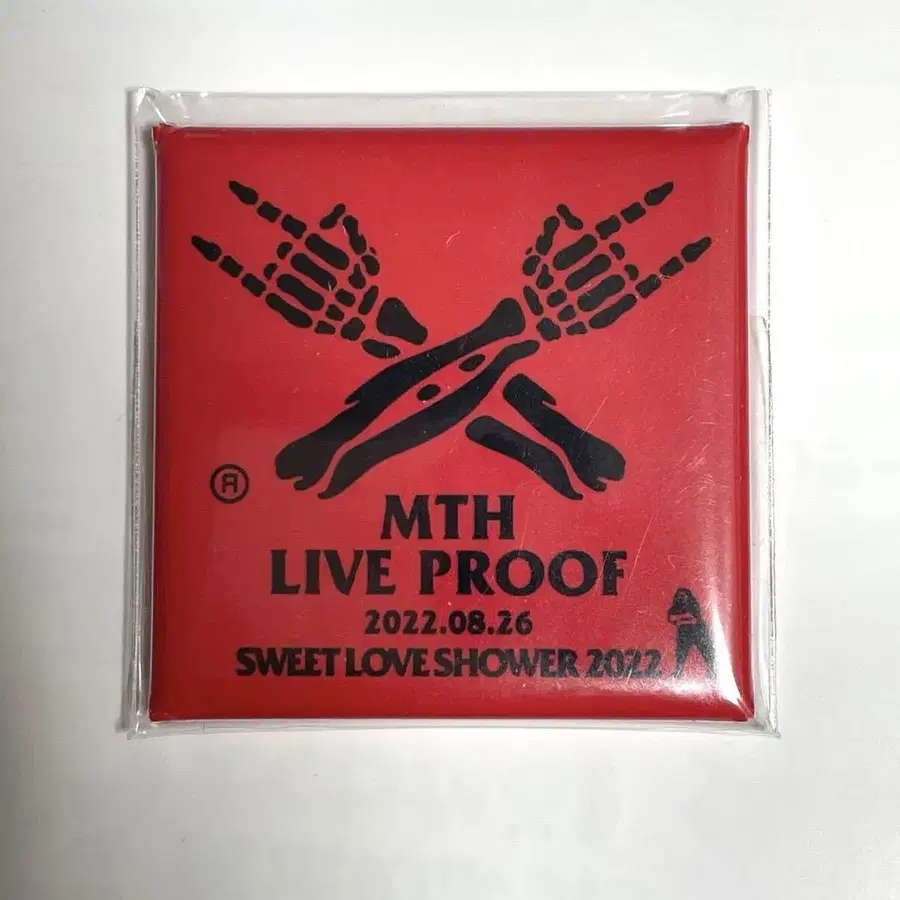 MTH
LIVE PROOF
2022.08.26
SWEET LOVE SHOWER 2022